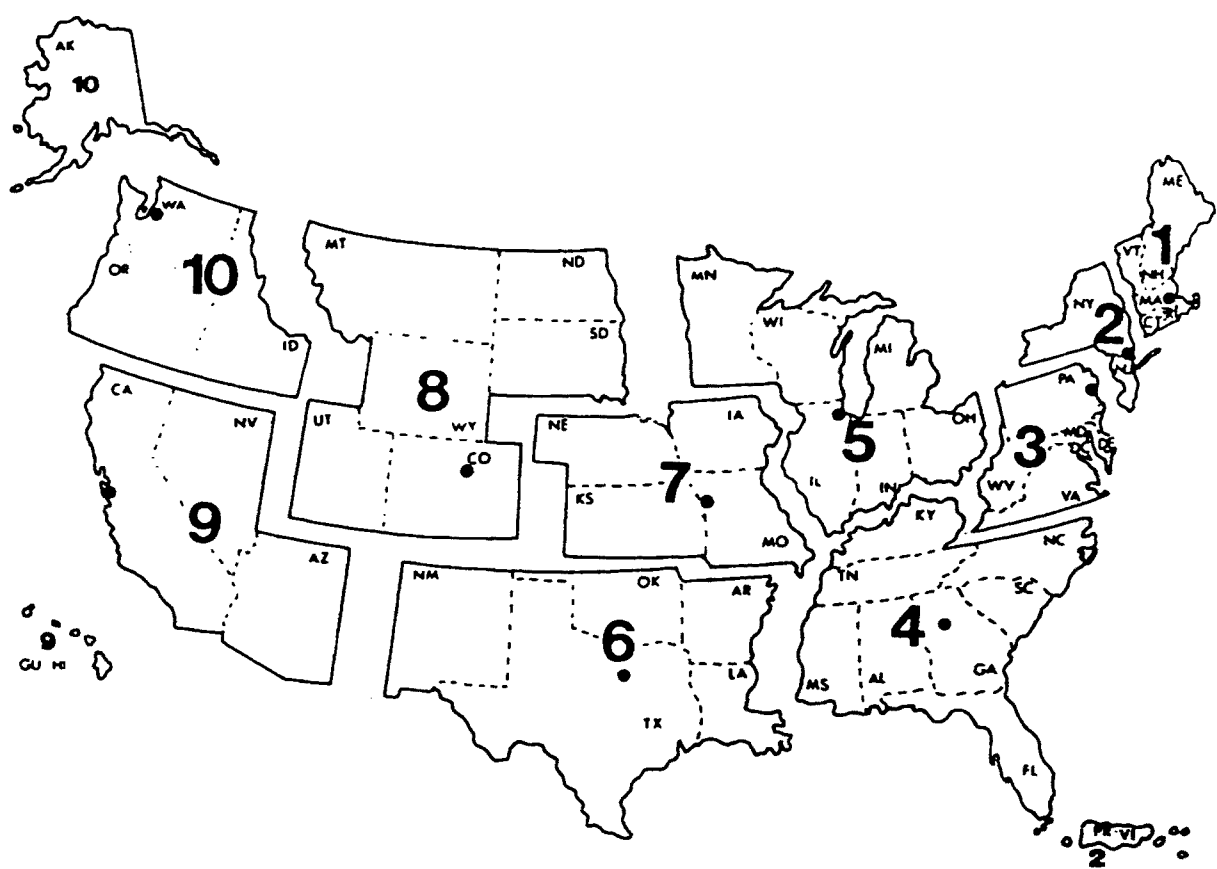 AK
10
WA
OR
10
ID
MT
ND
SD
8
WY
UT
CO
CA
NV
9
AZ
9
GU HI
NE
IA
KS
7
MO
NM
OK
AR
6
LA
TX
MN
WI
MI
OH
5
IL
IN
KY
TN
NC
SC
4
MS
AL
GA
FL
ME
1
VT
NH
MA
CT
RI
NY
2
NJ
PA
3
MD
DE
DC
WV
VA
PR VI
2